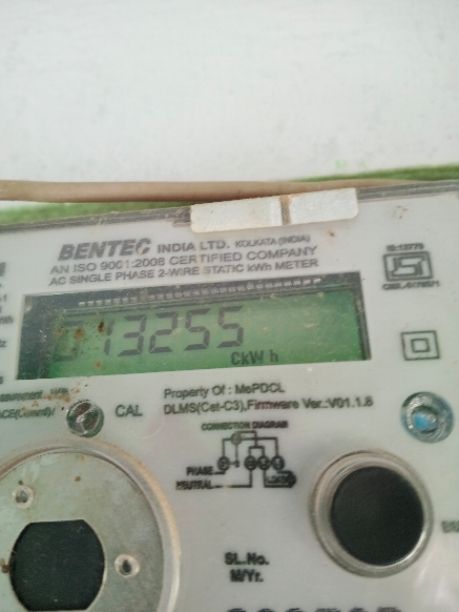 BENTEC INDIA LTD. KOLKATA (INDIA)
AN ISO 9001:2008 CERTIFIED COMPANY
AC SINGLE PHASE 2-WIRE STATIC kWh METER
ISI
13255
CkW h
Property Of : MePDCL
CAL
DLMS(Cat-C3),Firmware Ver.:V01.1.8
CONNECTION DIAGRAM
PHASE
NEUTRAL
LOAD
SL.No.
M/Yr.